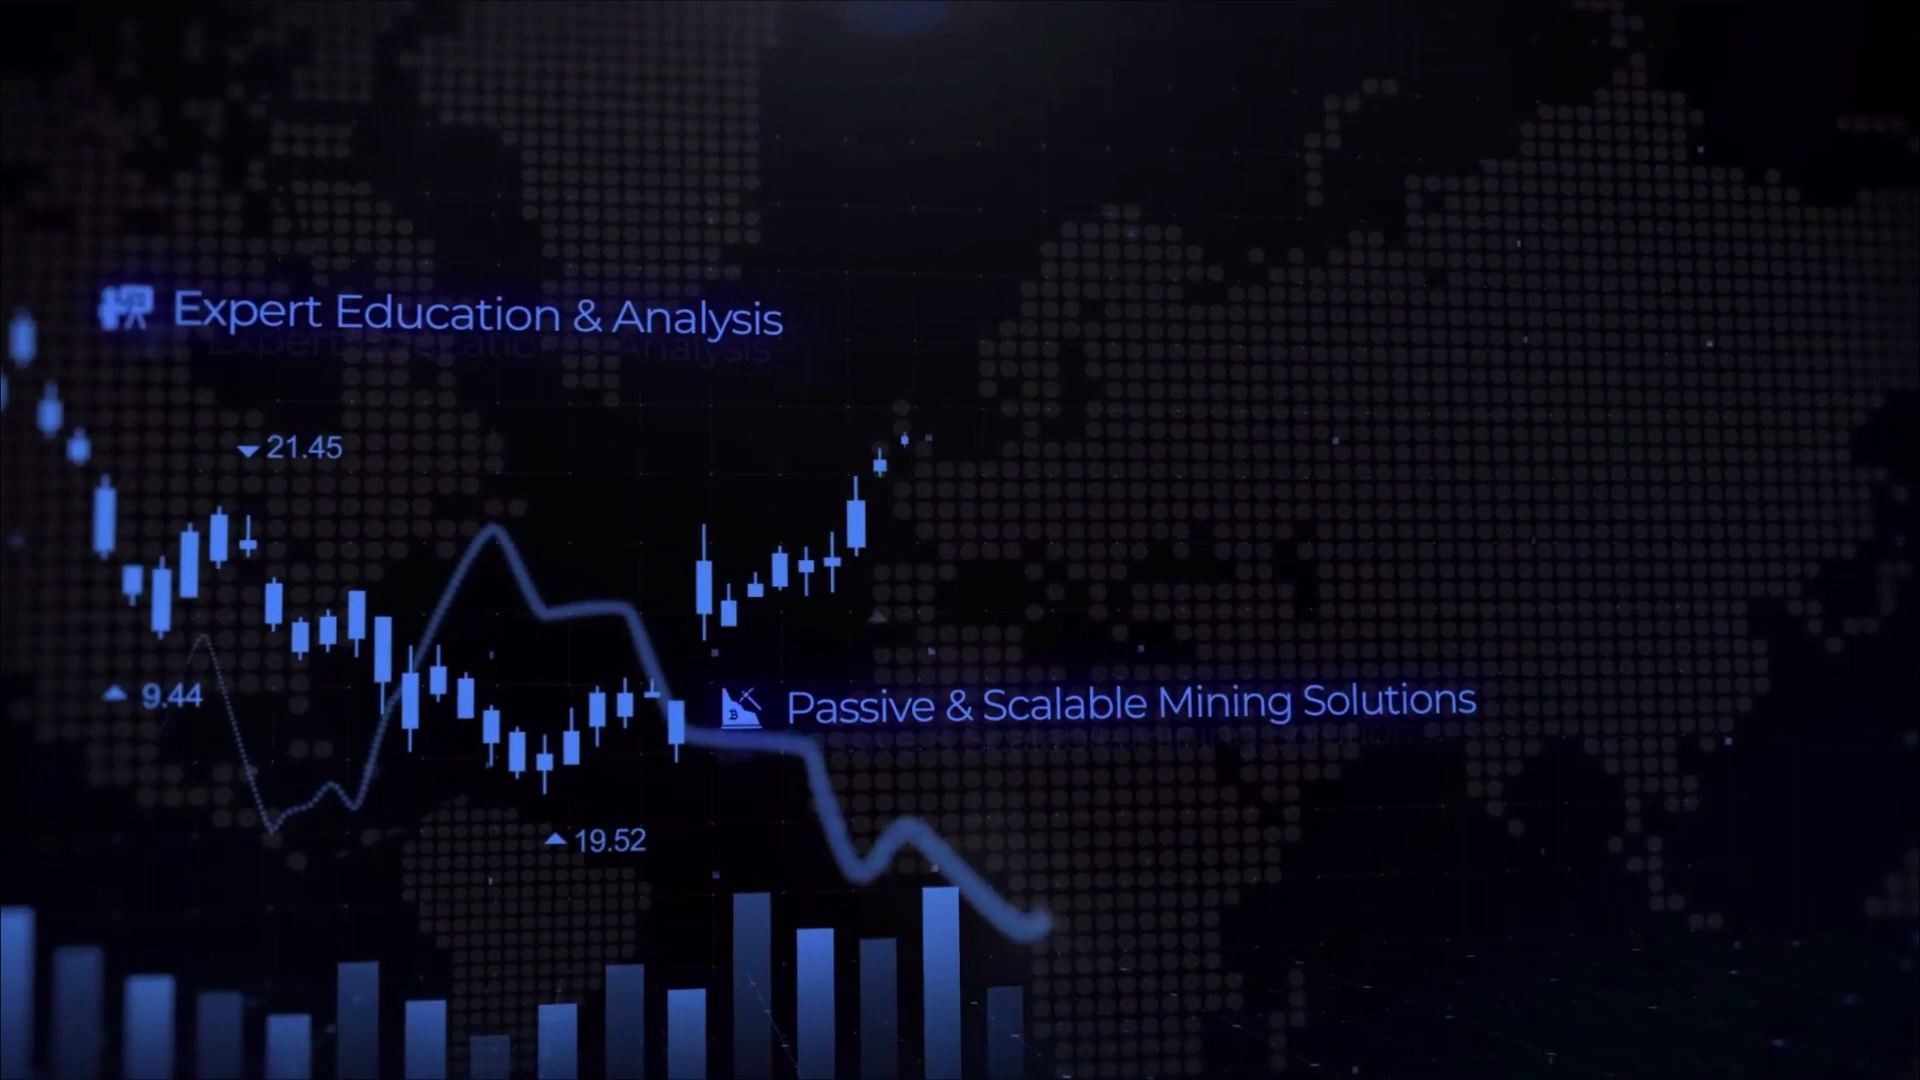 Expert Education & Analysis
21.45
9.44
Passive & Scalable Mining Solutions
19.52